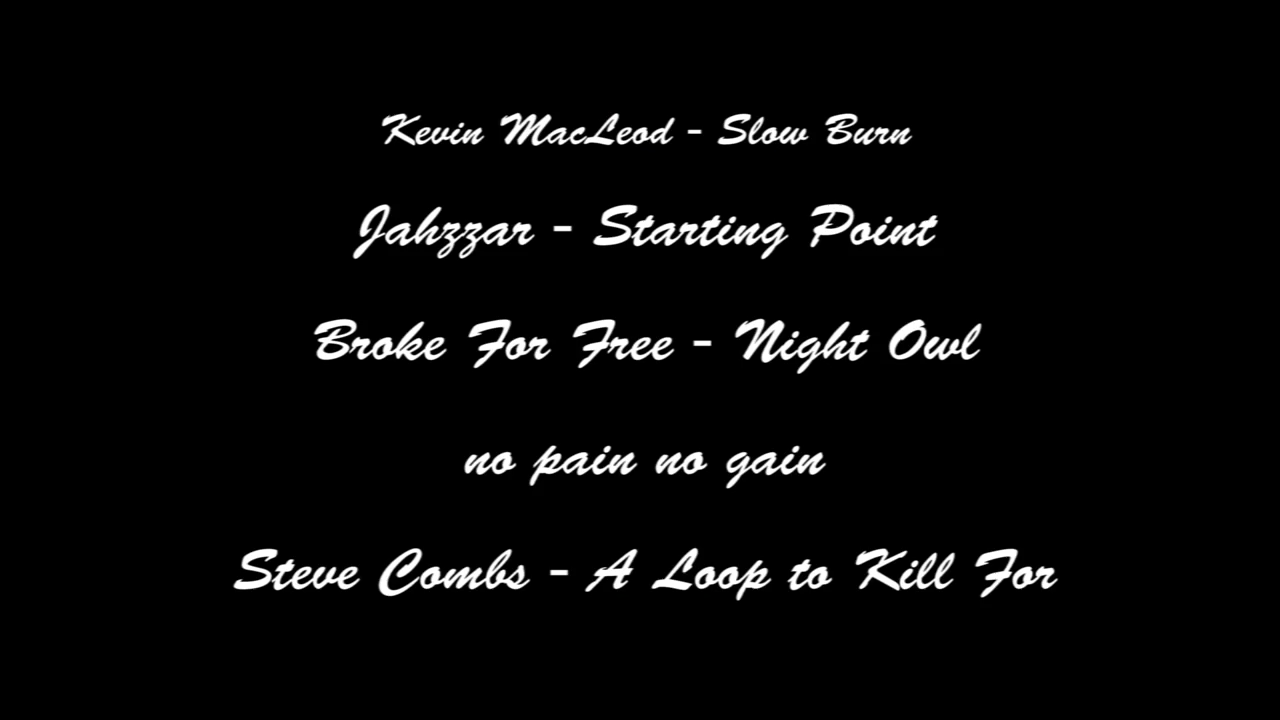 Kevin MacLeod - Slow Burn
Jahzzar - Starting Point
Broke For Free - Night Owl
no pain no gain
Steve Combs - A Loop to Kill For